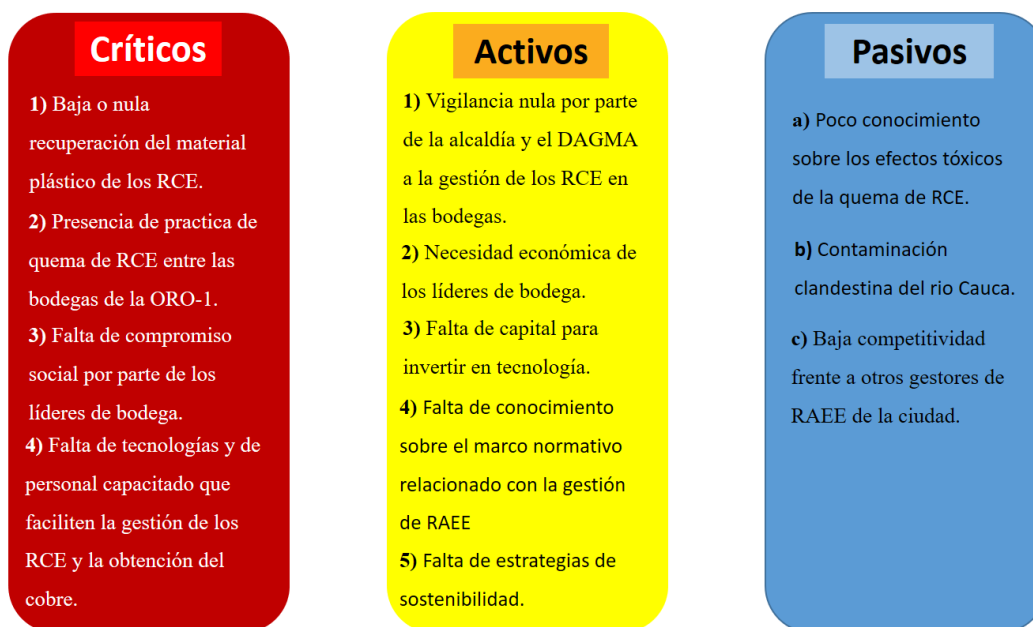 Críticos
1) Baja o nula
recuperación del material
plástico de los RCE.
2) Presencia de practica de
quema de RCE entre las
bodegas de la ORO-1.
3) Falta de compromiso
social por parte de los
líderes de bodega.
4) Falta de tecnologías y de
personal capacitado que
faciliten la gestión de los
RCE y la obtención del
cobre.
Activos
1) Vigilancia nula por parte
de la alcaldía y el DAGMA
a la gestión de los RCE en
las bodegas.
2) Necesidad económica de
los líderes de bodega.
3) Falta de capital para
invertir en tecnología.
4) Falta de conocimiento
sobre el marco normativo
relacionado con la gestión
de RAEE
5) Falta de estrategias de
sostenibilidad.
Pasivos
a) Poco conocimiento
sobre los efectos tóxicos
de la quema de RCE.
b) Contaminación
clandestina del rio Cauca.
c) Baja competitividad
frente a otros gestores de
RAEE de la ciudad.